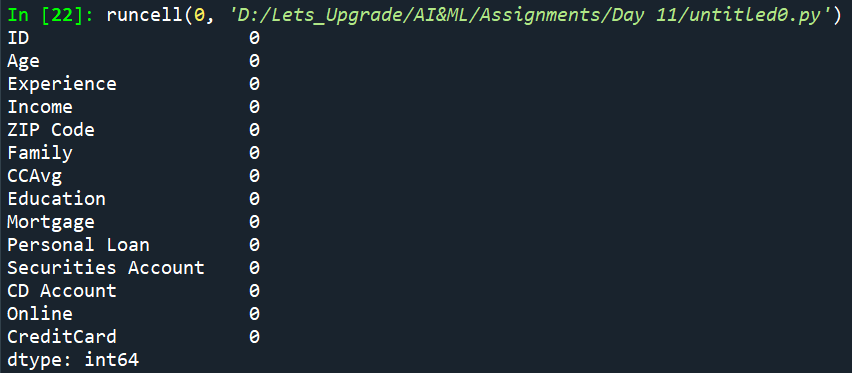 In [22]: runcell(0, 'D:/Lets_Upgrade/AI&ML/Assignments/Day 11/untitled0.py')
ID                    0
Age                   0
Experience            0
Income                0
ZIP Code              0
Family                0
CCAvg                 0
Education             0
Mortgage              0
Personal Loan         0
Securities Account    0
CD Account            0
Online                0
CreditCard            0
dtype: int64